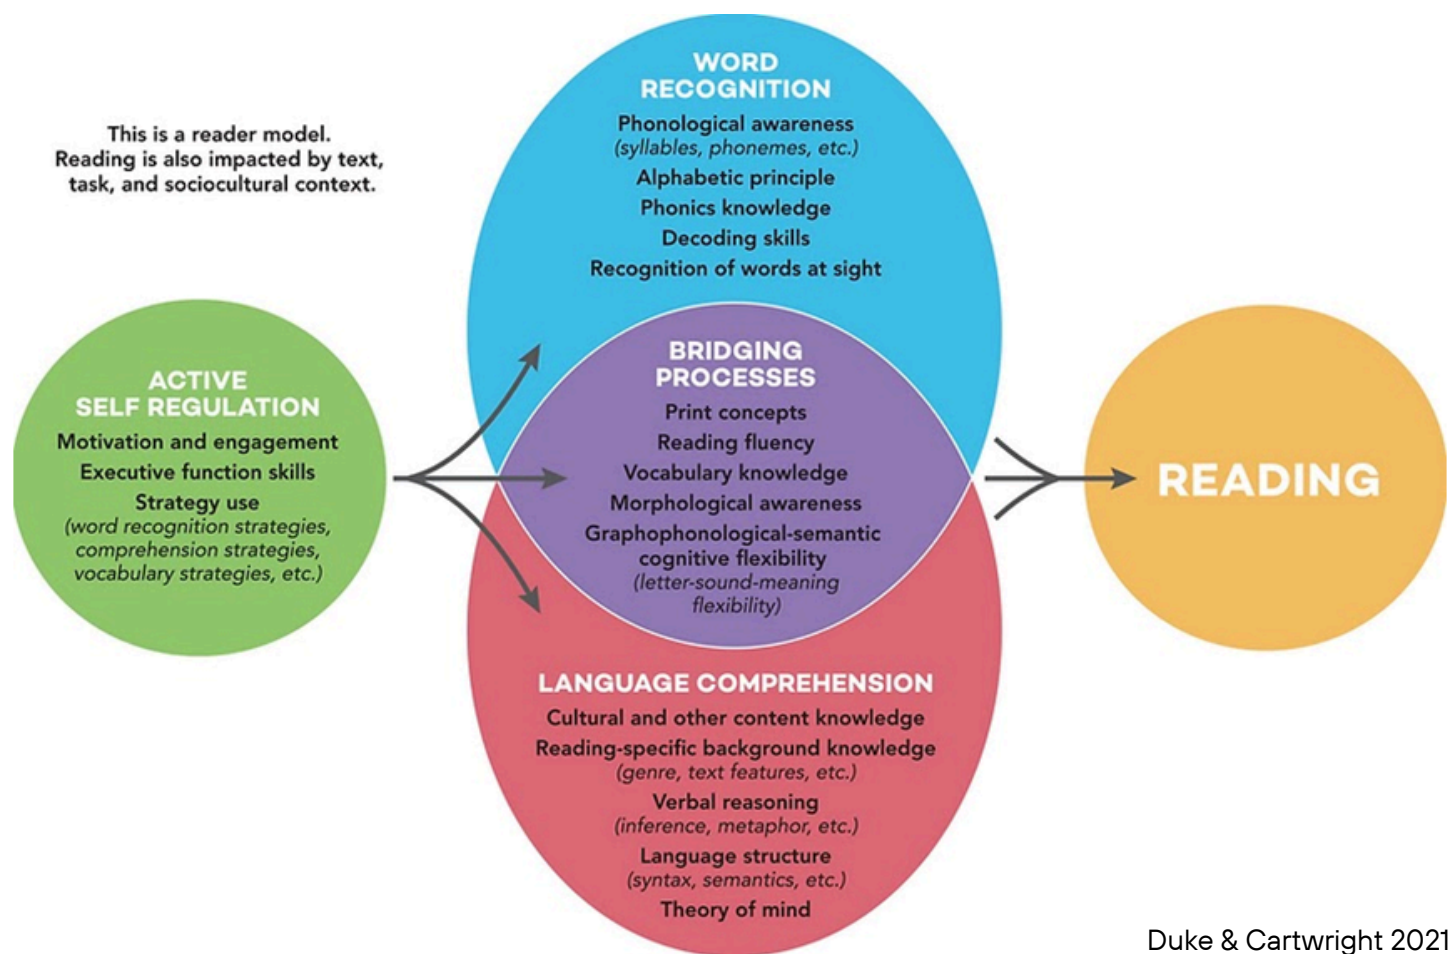 This is a reader model.
Reading is also impacted by text,
task, and sociocultural context.
ACTIVE
SELF REGULATION
Motivation and engagement
Executive function skills
Strategy use
(word recognition strategies,
comprehension strategies,
vocabulary strategies, etc.)
WORD
RECOGNITION
Phonological awareness
(syllables, phonemes, etc.)
Alphabetic principle
Phonics knowledge
Decoding skills
Recognition of words at sight
BRIDGING
PROCESSES
Print concepts
Reading fluency
Vocabulary knowledge
Morphological awareness
Graphophonological-semantic
cognitive flexibility
(letter-sound-meaning
flexibility)
LANGUAGE COMPREHENSION
Cultural and other content knowledge
Reading-specific background knowledge
(genre, text features, etc.)
Verbal reasoning
(inference, metaphor, etc.)
Language structure
(syntax, semantics, etc.)
Theory of mind
READING
Duke & Cartwright 2021